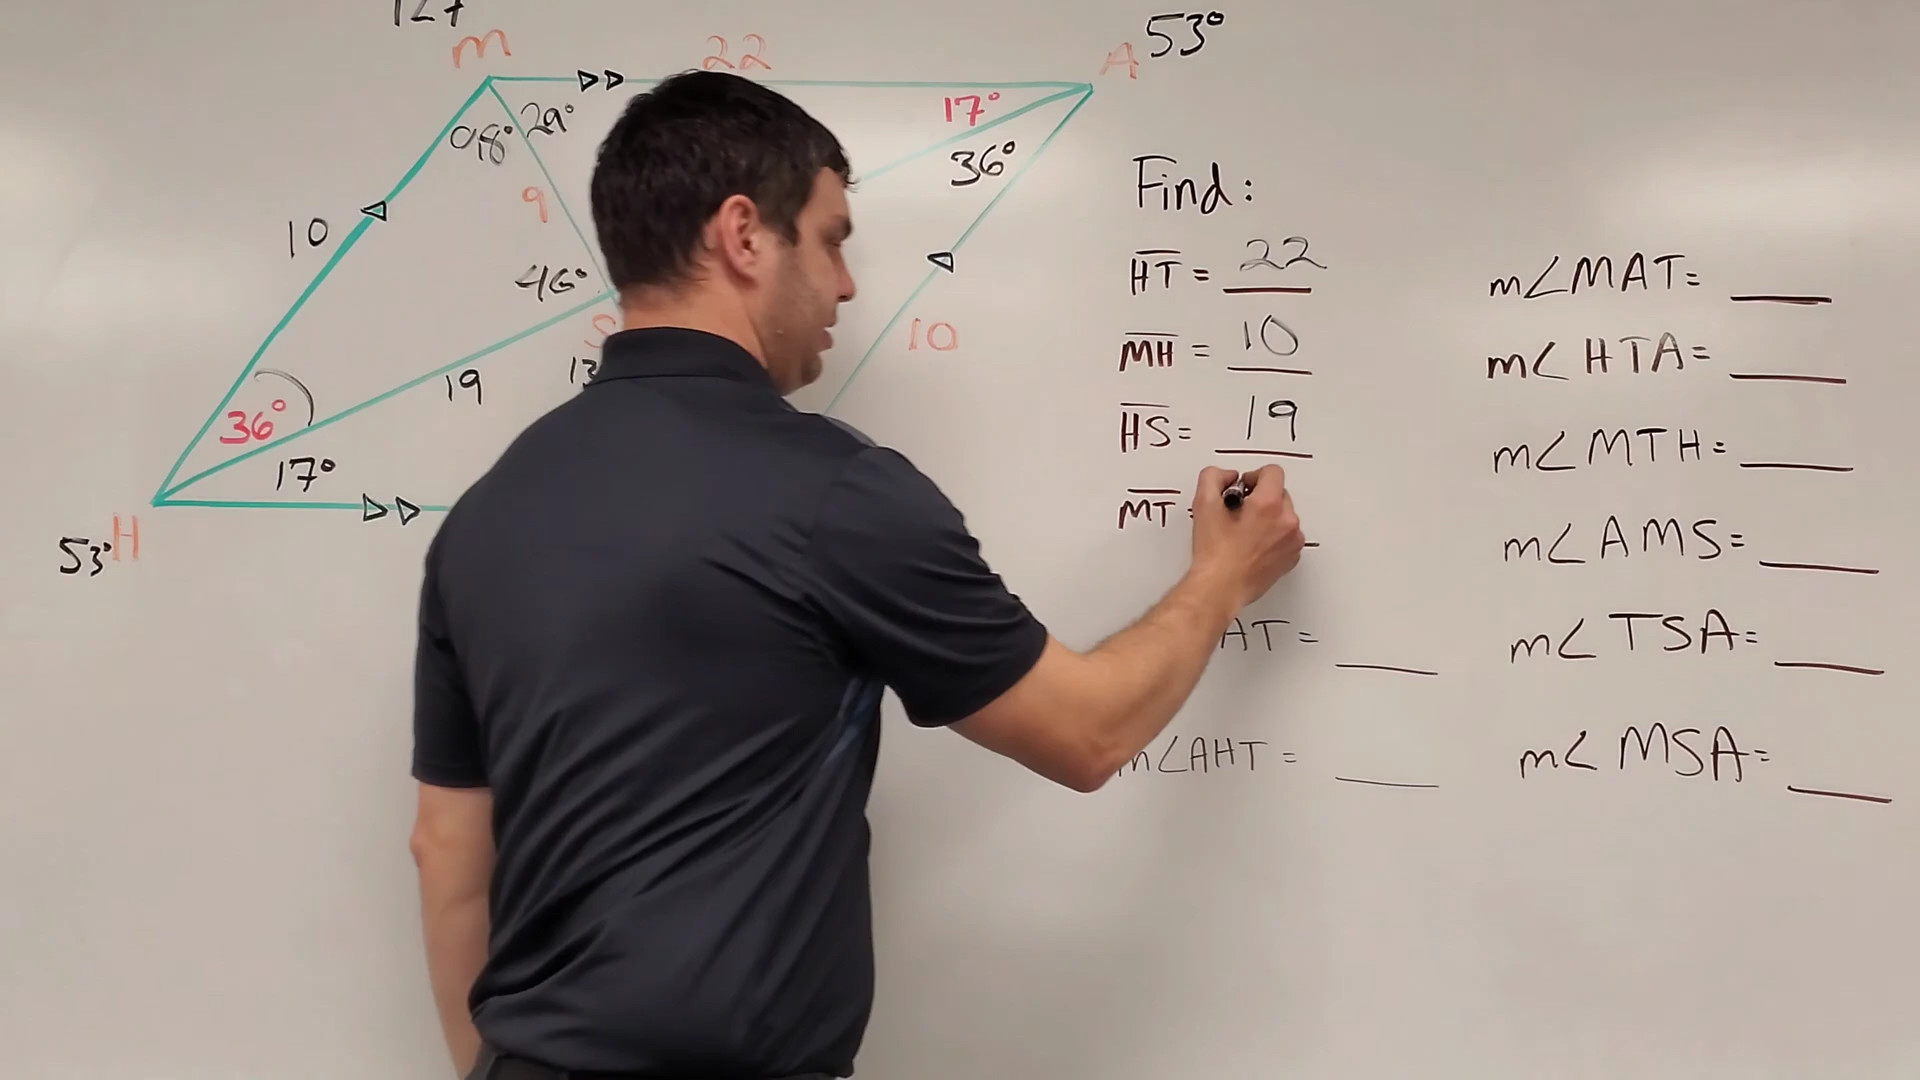 M
22
A
53°
17°
98°
29°
36°
9
10
46°
S
10
19
36°
17°
53°
H
Find:
HT = 22
MH = 10
HS = 19
MT =
AT =
m∠AHT =
m∠MAT =
m∠HTA =
m∠MTH =
m∠AMS =
m∠TSA =
m∠MSA =